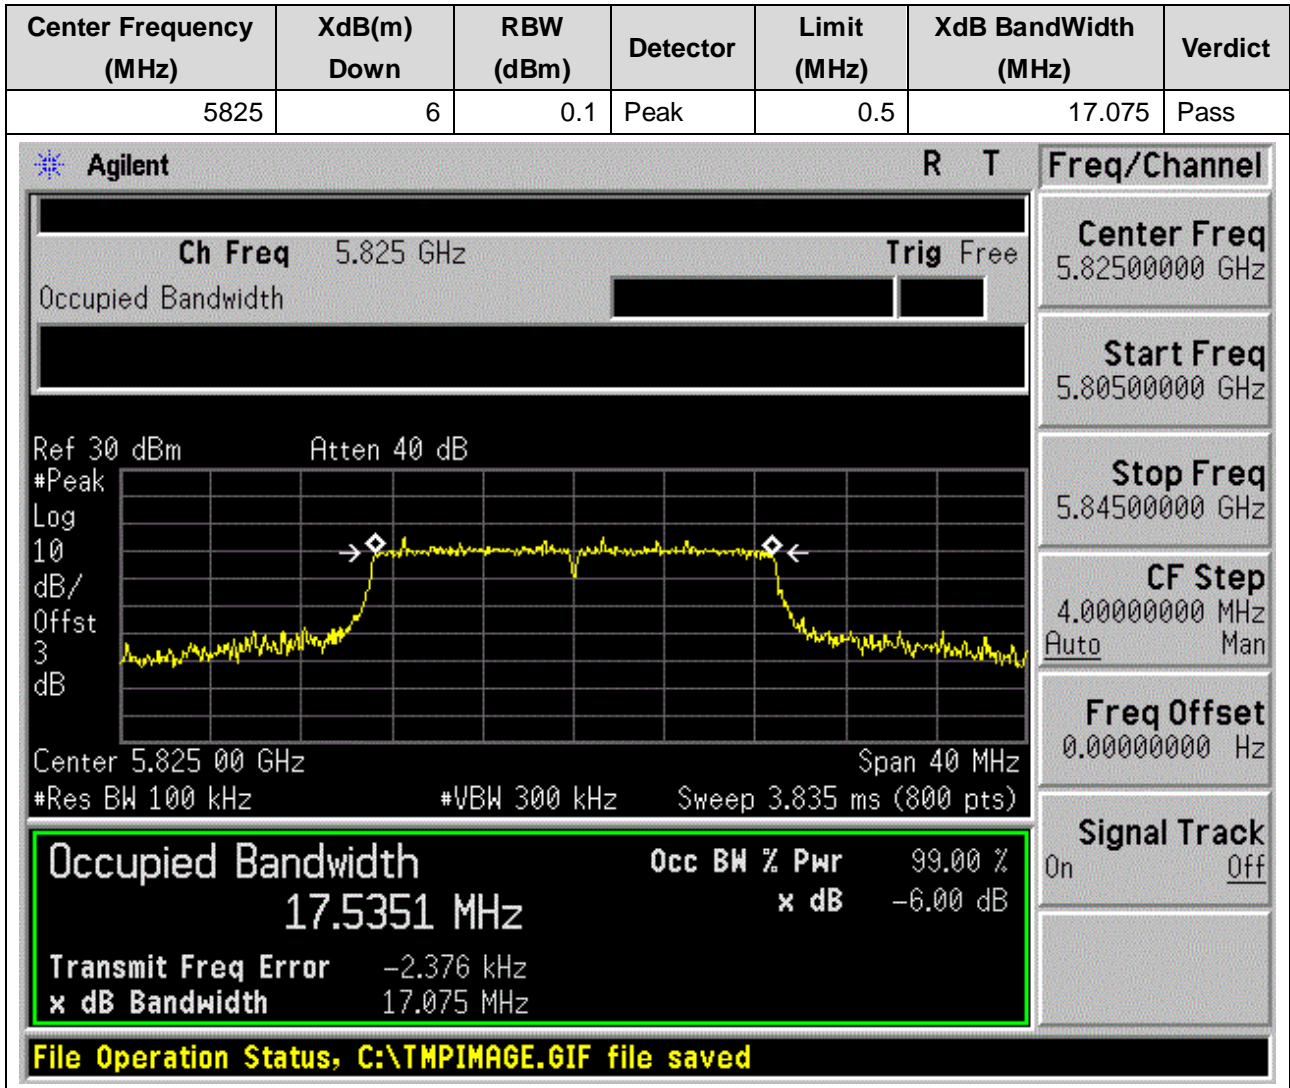 Center Frequency (MHz) XdB(m) Down RBW (dBm) Detector Limit (MHz) XdB BandWidth (MHz) Verdict
5825 6 0.1 Peak 0.5 17.075 Pass
Agilent R T Freq/Channel
Ch Freq 5.825 GHz Trig Free
Occupied Bandwidth
Center Freq
5.82500000 GHz
Start Freq
5.80500000 GHz
Stop Freq
5.84500000 GHz
CF Step
4.00000000 MHz
Auto Man
Freq Offset
0.00000000 Hz
Signal Track
On Off
Ref 30 dBm Atten 40 dB
#Peak
Log
10
dB/
Offst
3
dB
Center 5.825 00 GHz Span 40 MHz
#Res BW 100 kHz #VBW 300 kHz Sweep 3.835 ms (800 pts)
Occupied Bandwidth Occ BW % Pwr 99.00 %
17.5351 MHz x dB -6.00 dB
Transmit Freq Error -2.376 kHz
x dB Bandwidth 17.075 MHz
File Operation Status, C:\TMPIMAGE.GIF file saved